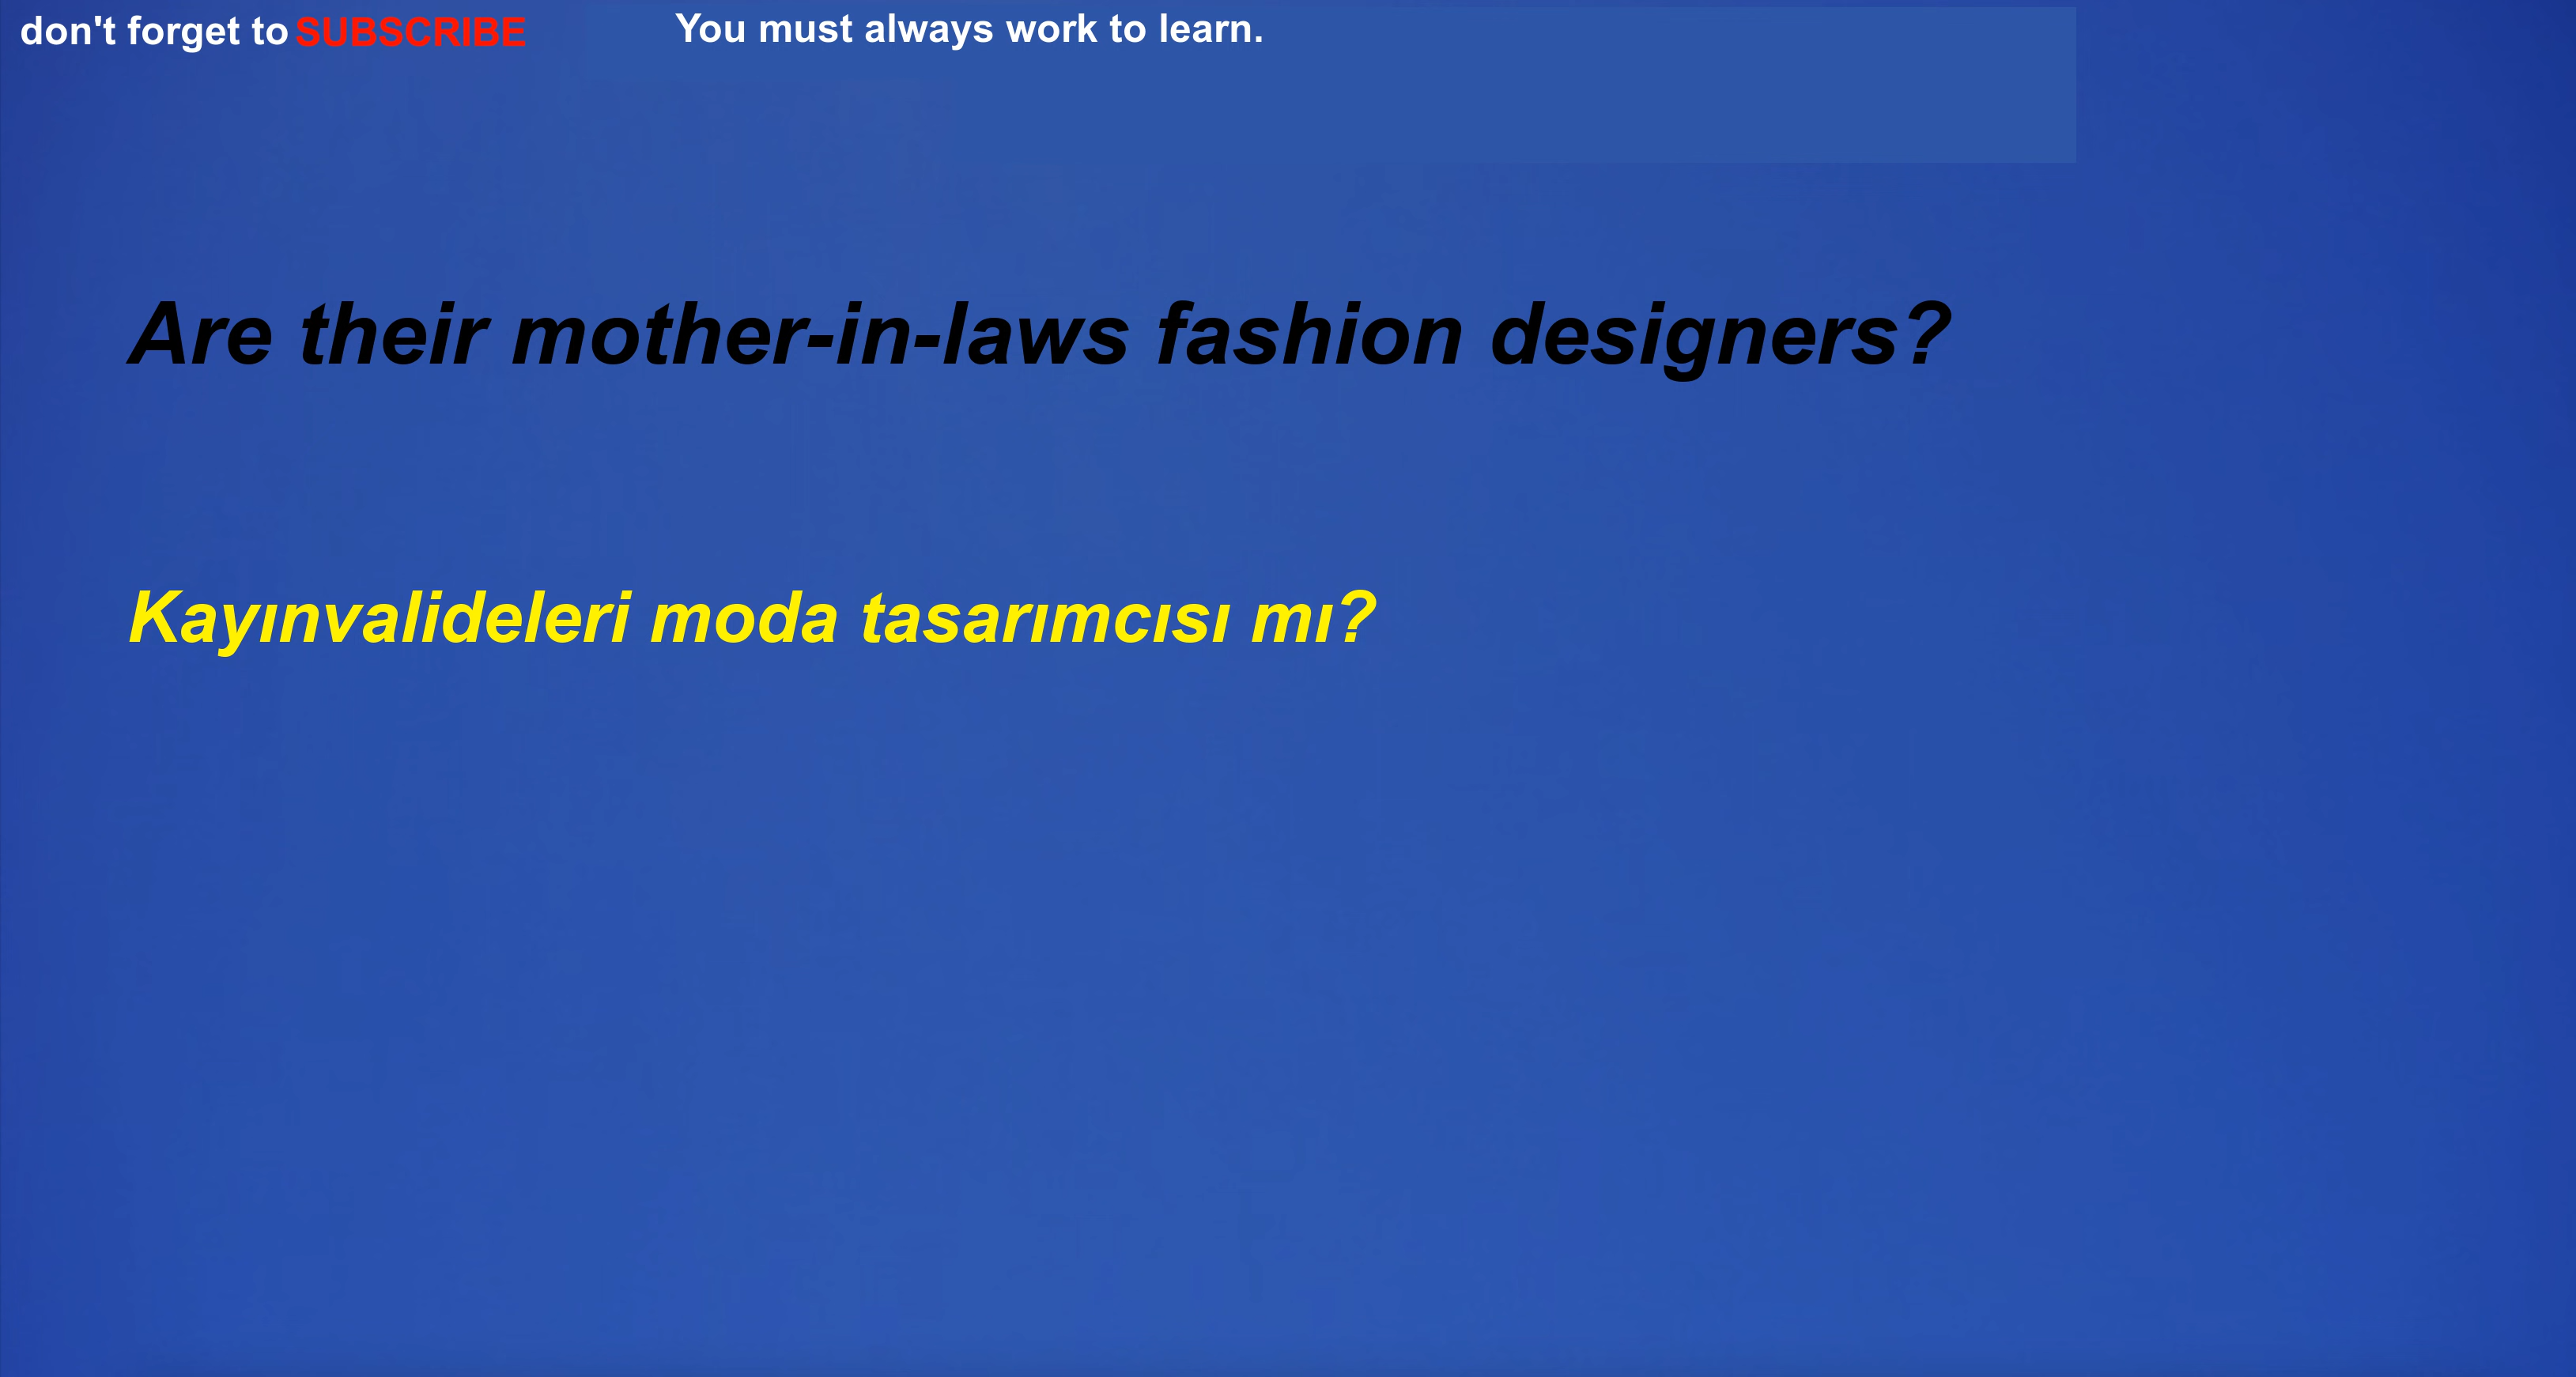 don't forget to SUBSCRIBE
You must always work to learn.
Are their mother-in-laws fashion designers?
Kayınvalideleri moda tasarımcısı mı?